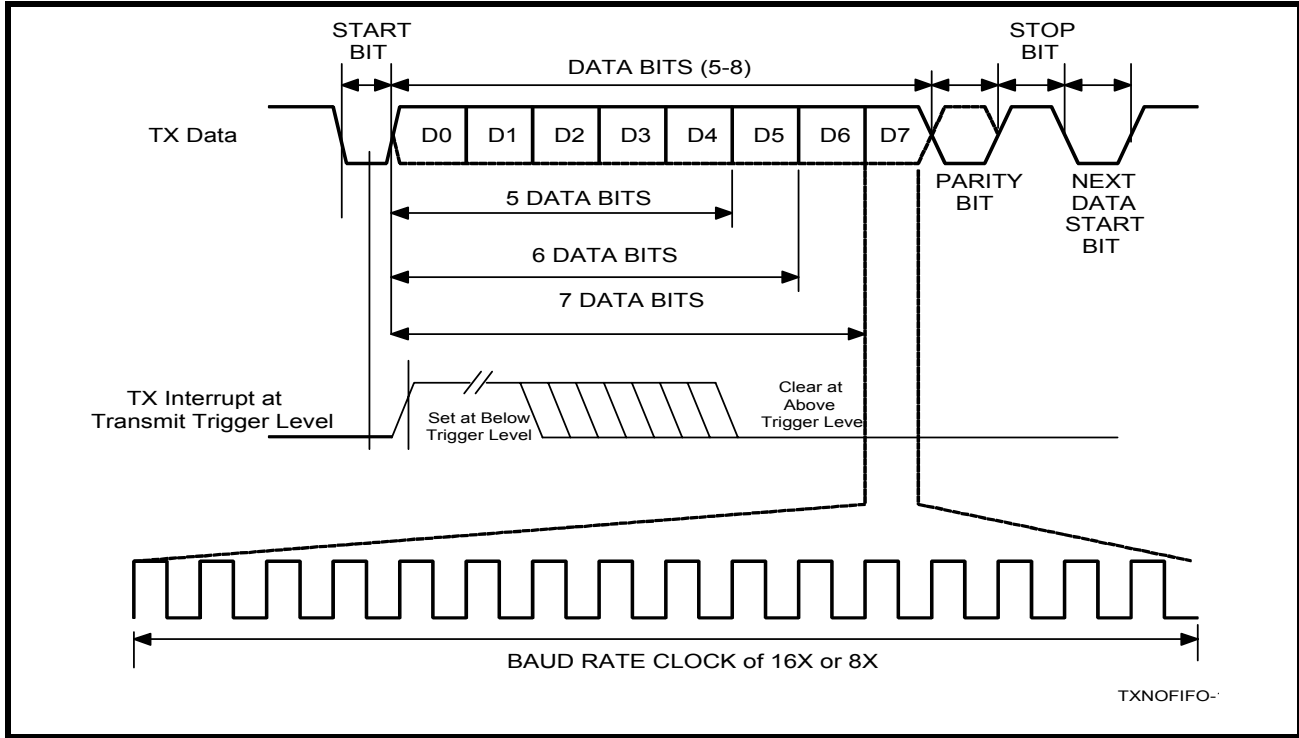 START
BIT
STOP
BIT
DATA BITS (5-8)
TX Data
D0 D1 D2 D3 D4 D5 D6 D7
PARITY
BIT
NEXT
DATA
START
BIT
5 DATA BITS
6 DATA BITS
7 DATA BITS
TX Interrupt at
Transmit Trigger Level
Set at Below
Trigger Level
Clear at
Above
Trigger Leve
BAUD RATE CLOCK of 16X or 8X
TXNOFIFO-